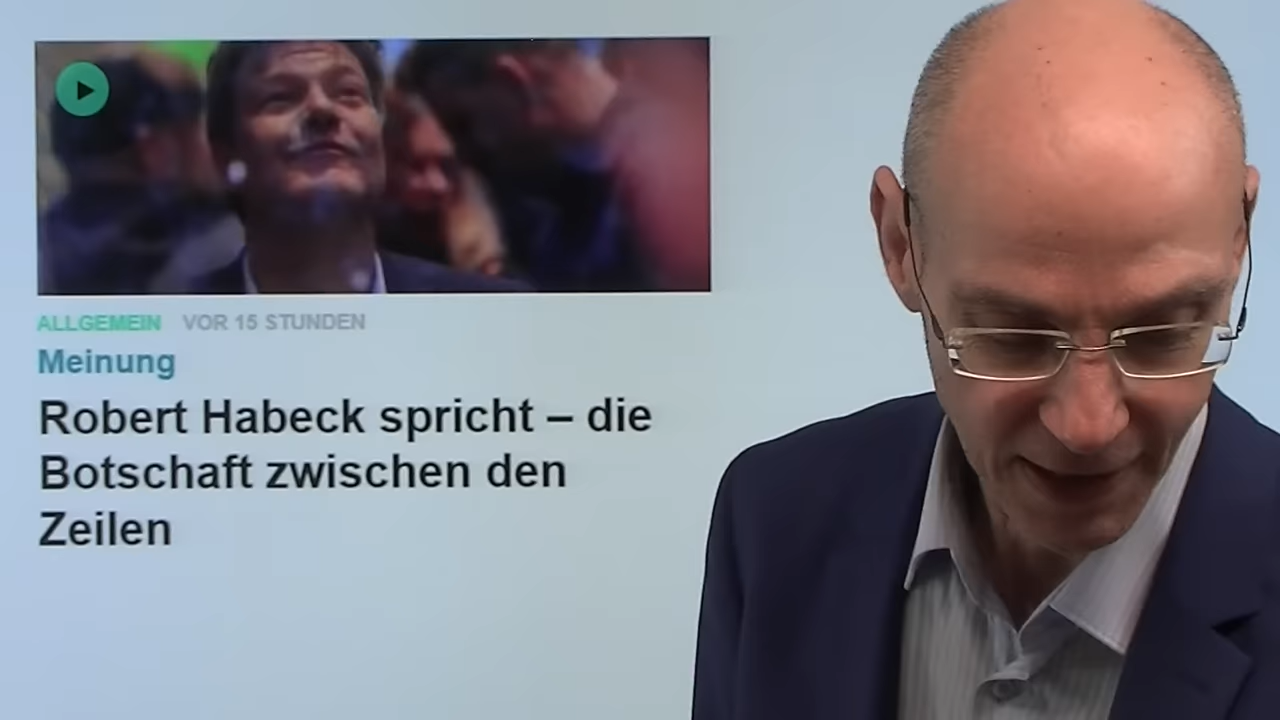 ALLGEMEIN VOR 15 STUNDEN
Meinung
Robert Habeck spricht – die
Botschaft zwischen den
Zeilen